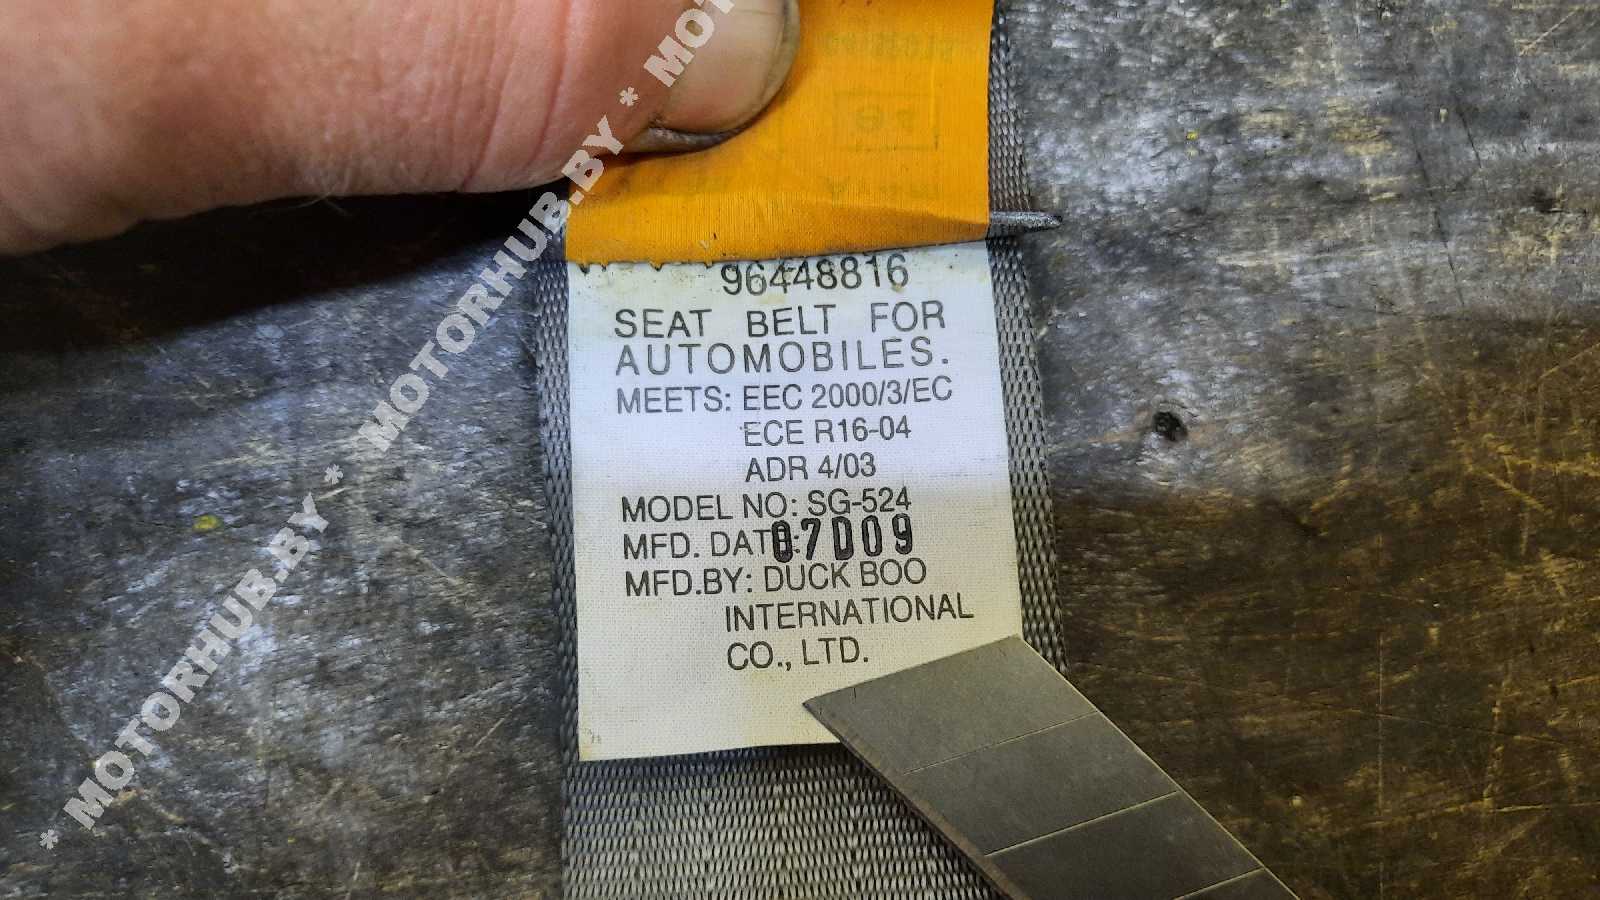 96448816
SEAT BELT FOR
AUTOMOBILES.
MEETS: EEC 2000/3/EC
ECE R16-04
ADR 4/03
MODEL NO: SG-524
MFD. DATE: 07D09
MFD.BY: DUCK BOO
INTERNATIONAL
CO., LTD.
* MOTORHUB.BY * MOTORHUB.BY * MOTORHUB.BY * MOT